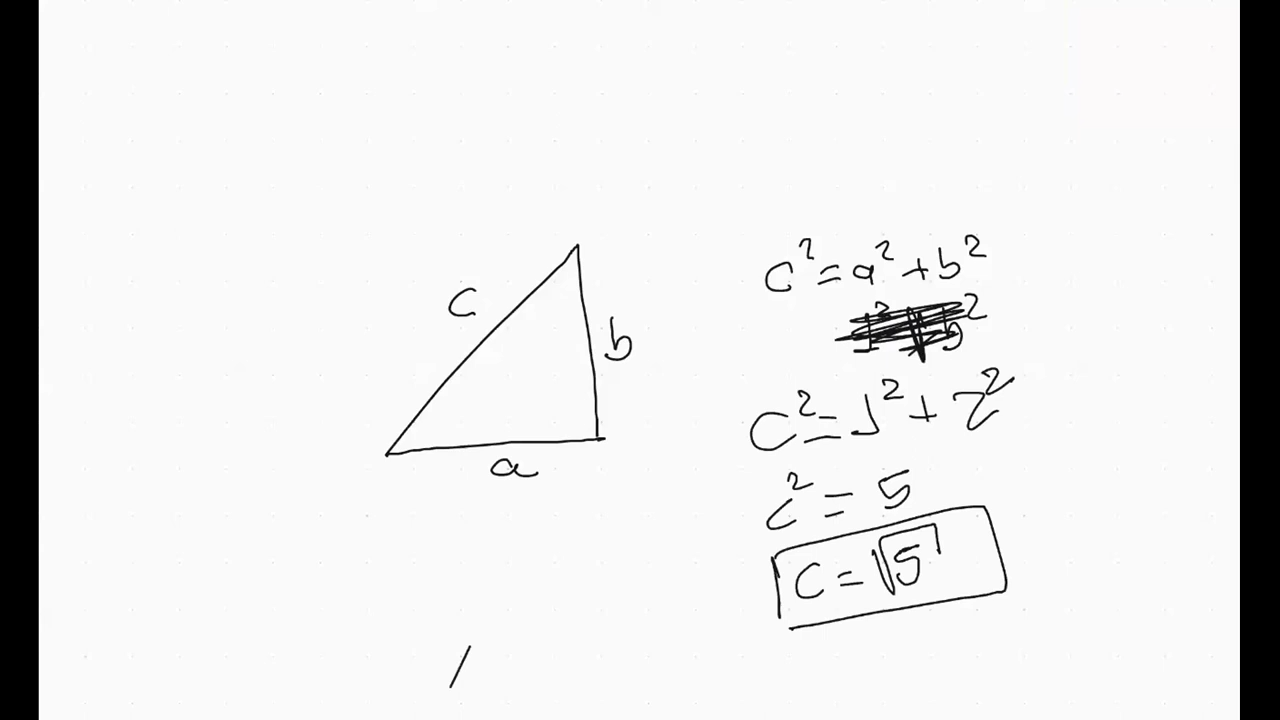 c
b
a
c² = a² + b²
c² = 1² + 2²
c² = 5
c = √5